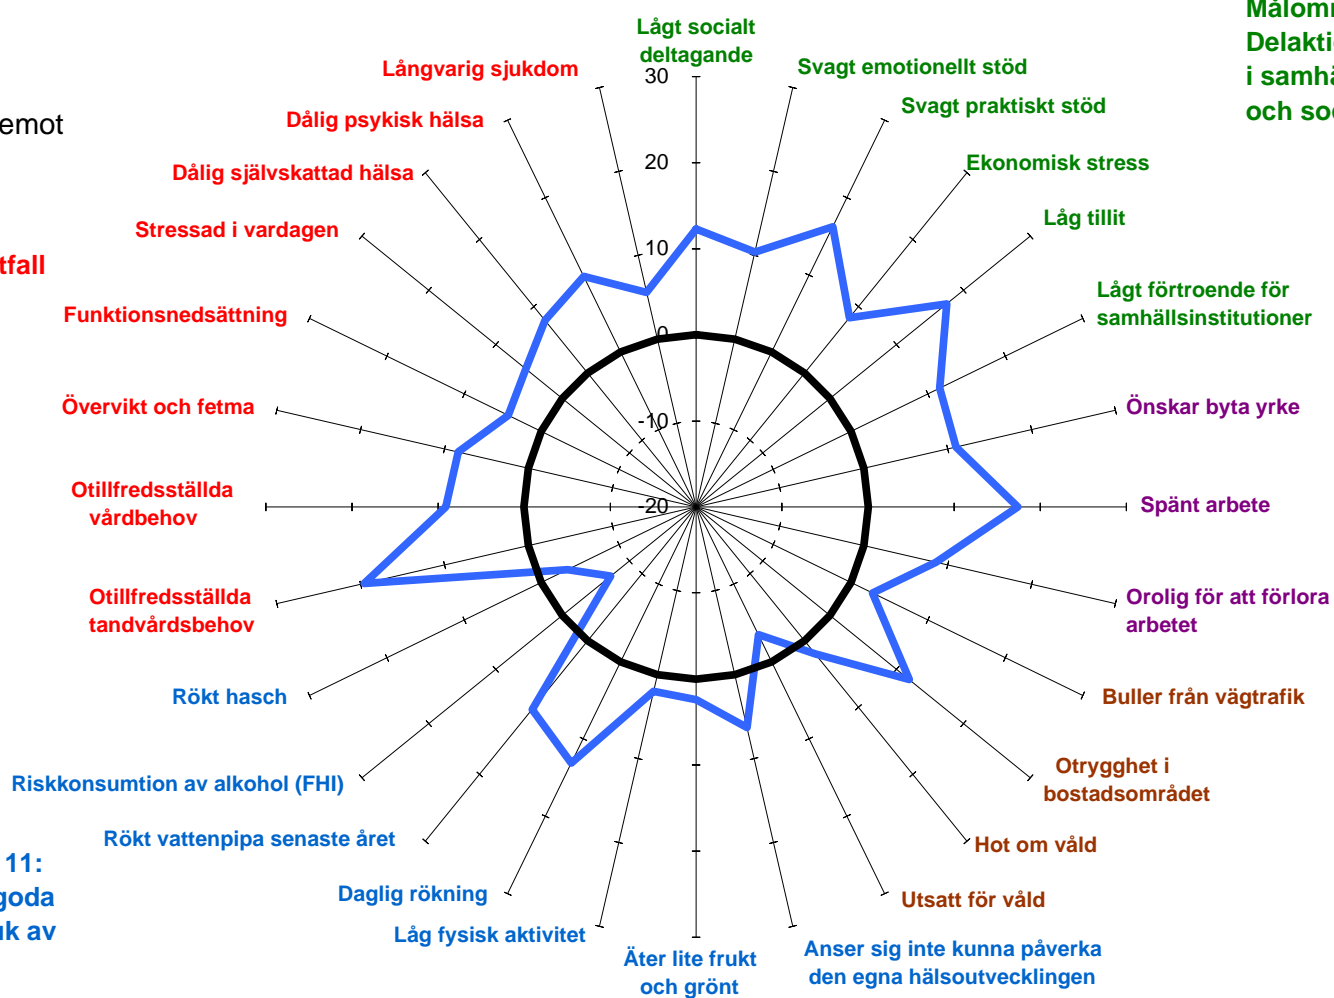 Målom
Delakti
i samhä
och soc
emot
tfall
11:
goda
uk av
Lågt socialt
deltagande
Svagt emotionellt stöd
Svagt praktiskt stöd
Ekonomisk stress
Låg tillit
Lågt förtroende för
samhällsinstitutioner
Önskar byta yrke
Spänt arbete
Orolig för att förlora
arbetet
Buller från vägtrafik
Otrygghet i
bostadsområdet
Hot om våld
Utsatt för våld
Anser sig inte kunna påverka
den egna hälsoutvecklingen
Äter lite frukt
och grönt
Låg fysisk aktivitet
Daglig rökning
Rökt vattenpipa senaste året
Riskkonsumtion av alkohol (FHI)
Rökt hasch
Otillfredsställda
tandvårdsbehov
Otillfredsställda
vårdbehov
Övervikt och fetma
Funktionsnedsättning
Stressad i vardagen
Dålig självskattad hälsa
Dålig psykisk hälsa
Långvarig sjukdom
30
20
10
0
-10
-20